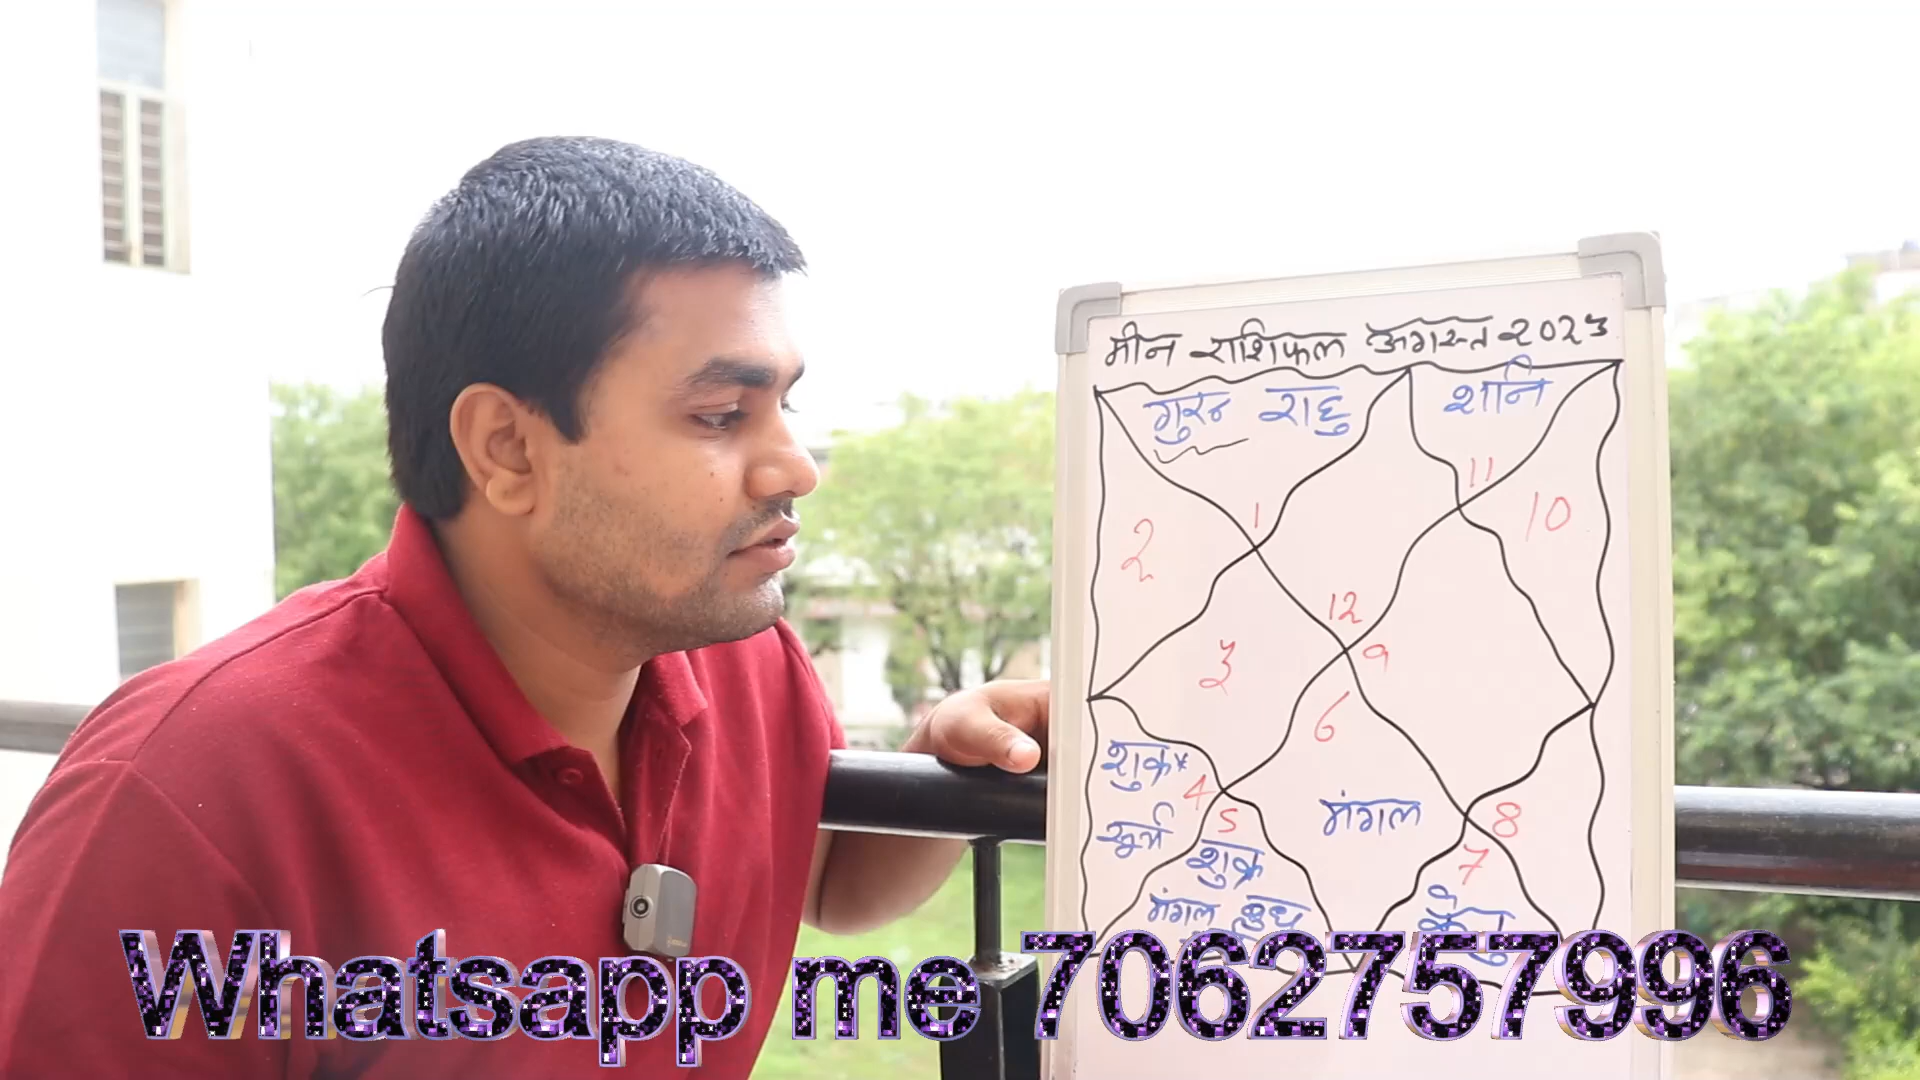 मीन राशिफल अगस्त २०२३
गुरु राहु
शनि
11
10
1
2
12
3
9
6
शुक्र*
4
5
मंगल
8
सूर्य
7
शुक्र
मंगल बुध
केतु
Whatsapp me 7062757996